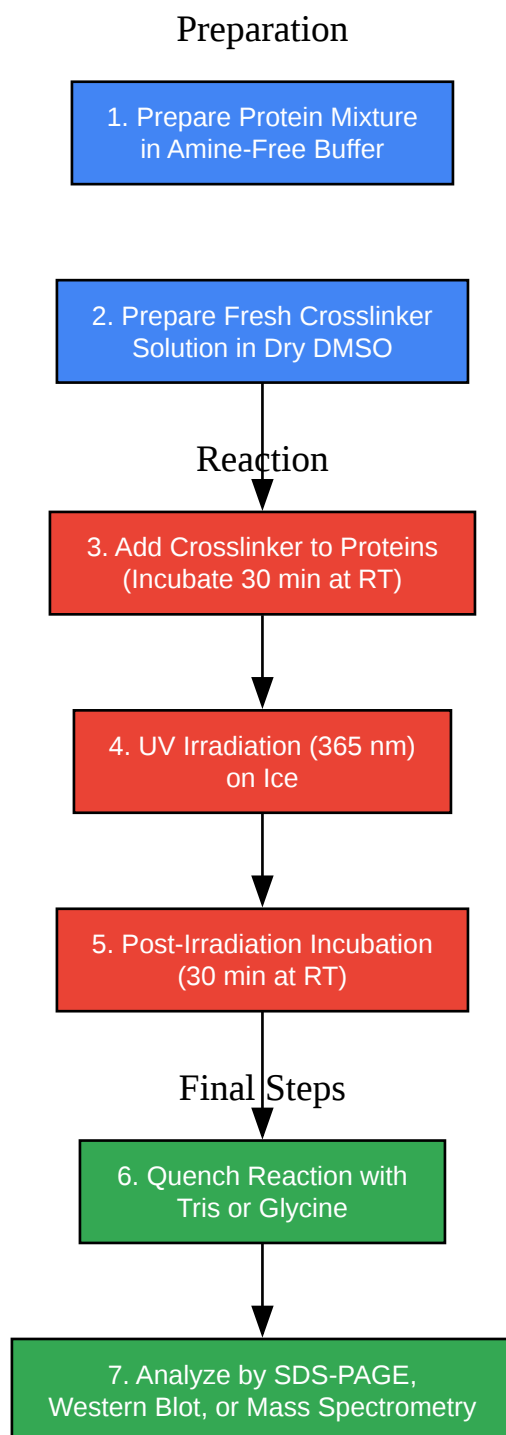 Preparation
1. Prepare Protein Mixture
in Amine-Free Buffer
2. Prepare Fresh Crosslinker
Solution in Dry DMSO
Reaction
3. Add Crosslinker to Proteins
(Incubate 30 min at RT)
4. UV Irradiation (365 nm)
on Ice
5. Post-Irradiation Incubation
(30 min at RT)
Final Steps
6. Quench Reaction with
Tris or Glycine
7. Analyze by SDS-PAGE,
Western Blot, or Mass Spectrometry